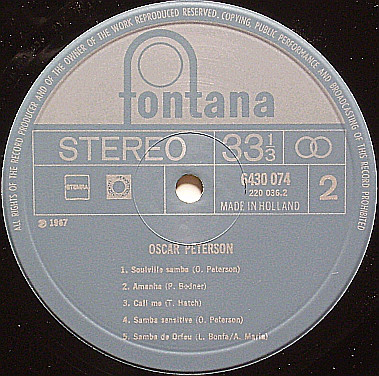 ALL RIGHTS OF THE RECORD PRODUCER AND OF THE OWNER OF THE WORK REPRODUCED RESERVED. COPYING, PUBLIC PERFORMANCE AND BROADCASTING OF THIS RECORD PROHIBITED
fontana
STEREO 33 1/3
STEMRA 6430 074 2
220 036.2
MADE IN HOLLAND
℗ 1967
OSCAR PETERSON
1. Soulville samba (O. Peterson)
2. Amanha (P. Bodner)
3. Call me (T. Hatch)
4. Samba sensitive (O. Peterson)
5. Samba de Orfeu (L. Bonfa/A. Maria)